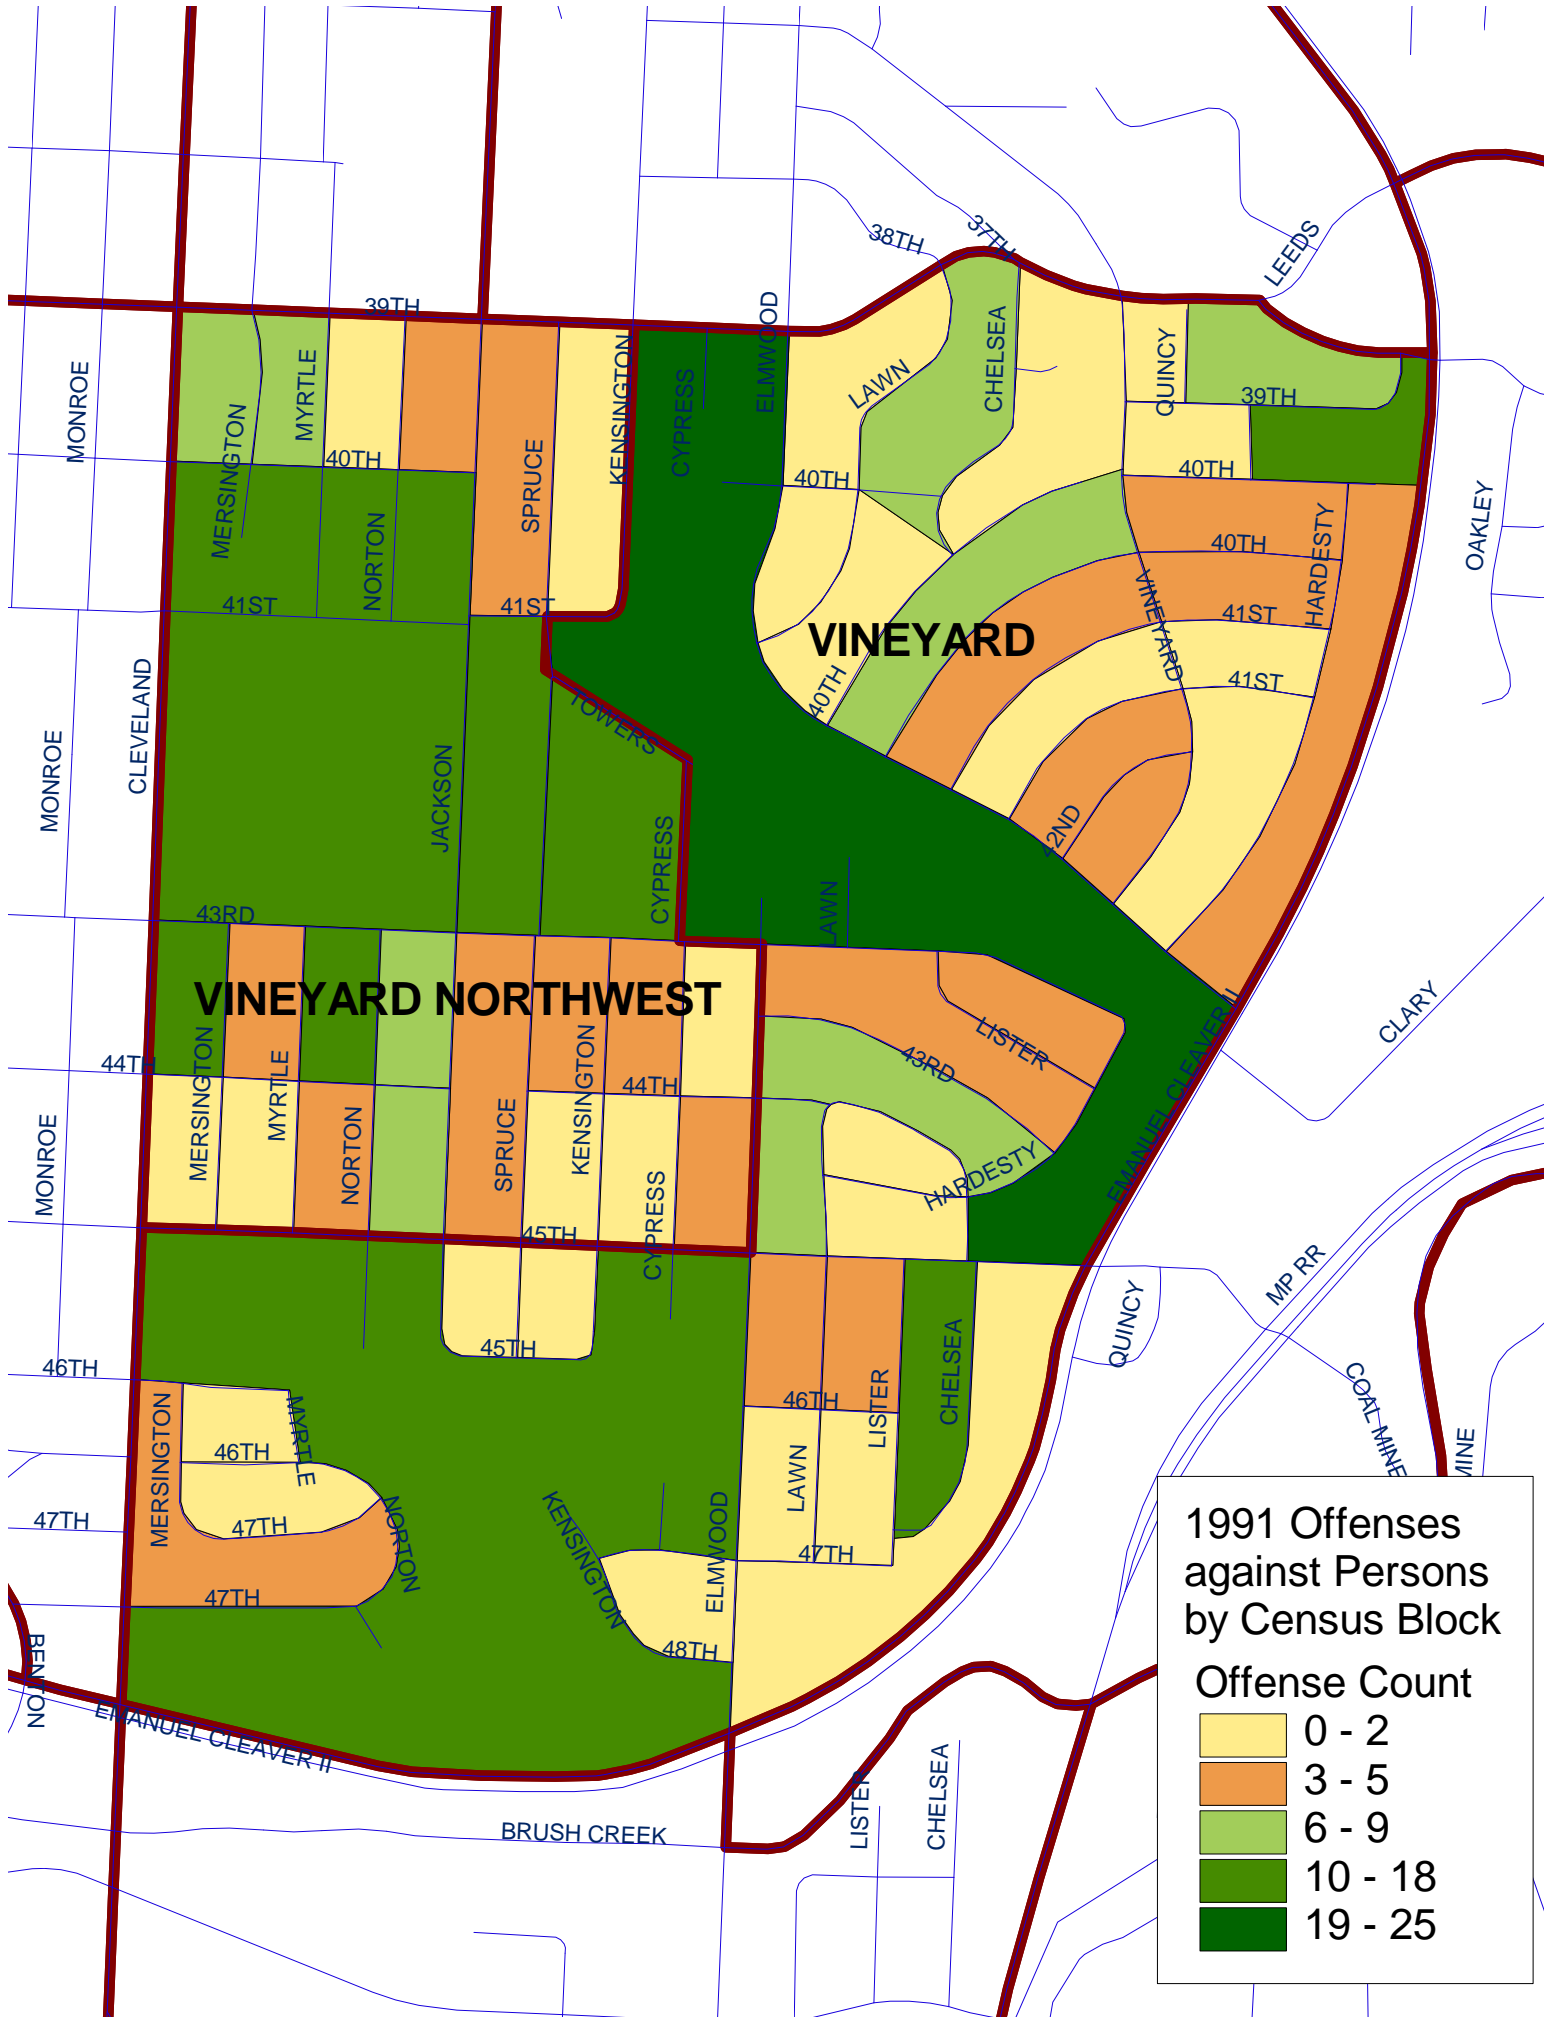 38TH
37TH
LEEDS
39TH
ELMWOOD
MONROE
MYRTLE
MERSINGTON
KENSINGTON
CYPRESS
LAWN
CHELSEA
QUINCY
39TH
40TH
SPRUCE
40TH
40TH
OAKLEY
NORTON
HARDESTY
40TH
41ST
41ST
VINEYARD
41ST
VINEYARD
41ST
40TH
CLEVELAND
MONROE
TOWERS
JACKSON
CYPRESS
42ND
LAWN
43RD
VINEYARD NORTHWEST
LISTER
43RD
CLARY
EMANUEL CLEAVER II
44TH
MERSINGTON
MYRTLE
NORTON
SPRUCE
KENSINGTON
44TH
MONROE
CYPRESS
HARDESTY
45TH
MP RR
QUINCY
45TH
46TH
MERSINGTON
MYRTLE
46TH
46TH
LISTER
CHELSEA
COAL MINE
MINE
LAWN
47TH
47TH
NORTON
KENSINGTON
ELMWOOD
47TH
47TH
48TH
BENTON
EMANUEL CLEAVER II
BRUSH CREEK
LISTER
CHELSEA
1991 Offenses
against Persons
by Census Block
Offense Count
0 - 2
3 - 5
6 - 9
10 - 18
19 - 25